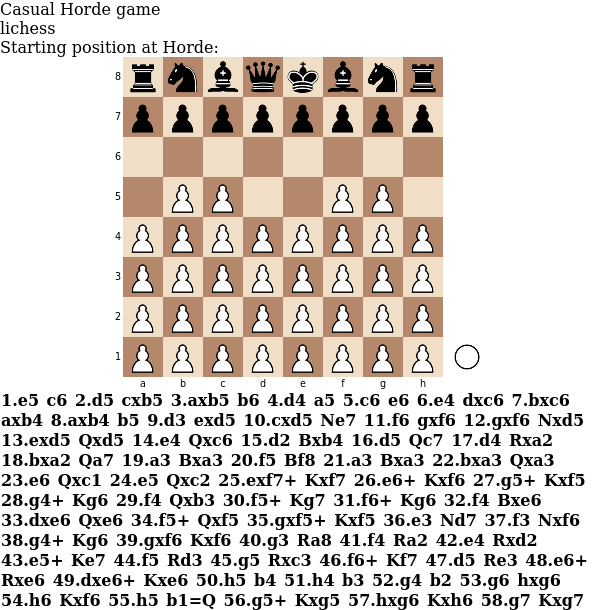 Casual Horde game
lichess
Starting position at Horde:
8
7
6
5
4
3
2
1
a b c d e f g h
1.e5 c6 2.d5 cxb5 3.axb5 b6 4.d4 a5 5.c6 e6 6.e4 dxc6 7.bxc6
axb4 8.axb4 b5 9.d3 exd5 10.cxd5 Ne7 11.f6 gxf6 12.gxf6 Nxd5
13.exd5 Qxd5 14.e4 Qxc6 15.d2 Bxb4 16.d5 Qc7 17.d4 Rxa2
18.bxa2 Qa7 19.a3 Bxa3 20.f5 Bf8 21.a3 Bxa3 22.bxa3 Qxa3
23.e6 Qxc1 24.e5 Qxc2 25.exf7+ Kxf7 26.e6+ Kxf6 27.g5+ Kxf5
28.g4+ Kg6 29.f4 Qxb3 30.f5+ Kg7 31.f6+ Kg6 32.f4 Bxe6
33.dxe6 Qxe6 34.f5+ Qxf5 35.gxf5+ Kxf5 36.e3 Nd7 37.f3 Nxf6
38.g4+ Kg6 39.gxf6 Kxf6 40.g3 Ra8 41.f4 Ra2 42.e4 Rxd2
43.e5+ Ke7 44.f5 Rd3 45.g5 Rxc3 46.f6+ Kf7 47.d5 Re3 48.e6+
Rxe6 49.dxe6+ Kxe6 50.h5 b4 51.h4 b3 52.g4 b2 53.g6 hxg6
54.h6 Kxf6 55.h5 b1=Q 56.g5+ Kxg5 57.hxg6 Kxh6 58.g7 Kxg7